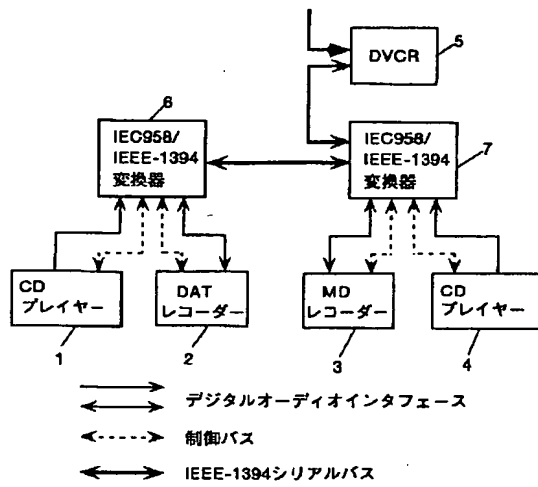 5
DVCR
6
IEC958/
IEEE-1394
変換器
IEC958/
IEEE-1394
変換器
7
CD
プレイヤー
DAT
レコーダー
MD
レコーダー
CD
プレイヤー
1
2
3
4
デジタルオーディオインタフェース
制御バス
IEEE-1394シリアルバス